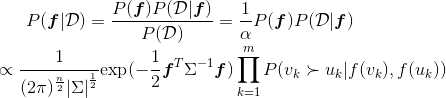 P(𝒇|𝒟) = P(𝒇)P(𝒟|𝒇) / P(𝒟) = 1/α P(𝒇)P(𝒟|𝒇)
∝ 1 / ((2π)^{n/2}|Σ|^{1/2}) exp(−1/2 𝒇^T Σ^{−1} 𝒇) ∏_{k=1}^{m} P(v_k ≻ u_k|f(v_k), f(u_k))